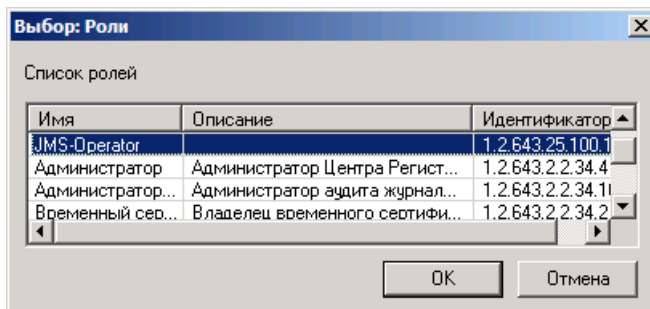 Выбор: Роли
Список ролей
Имя Описание Идентификатор
JMS-Operator 1.2.643.25.100.1
Администратор Администратор Центра Регист... 1.2.643.2.2.34.4
Администратор... Администратор аудита журнал... 1.2.643.2.2.34.1
Временный сер... Владелец временного сертифи... 1.2.643.2.2.34.2
OK Отмена